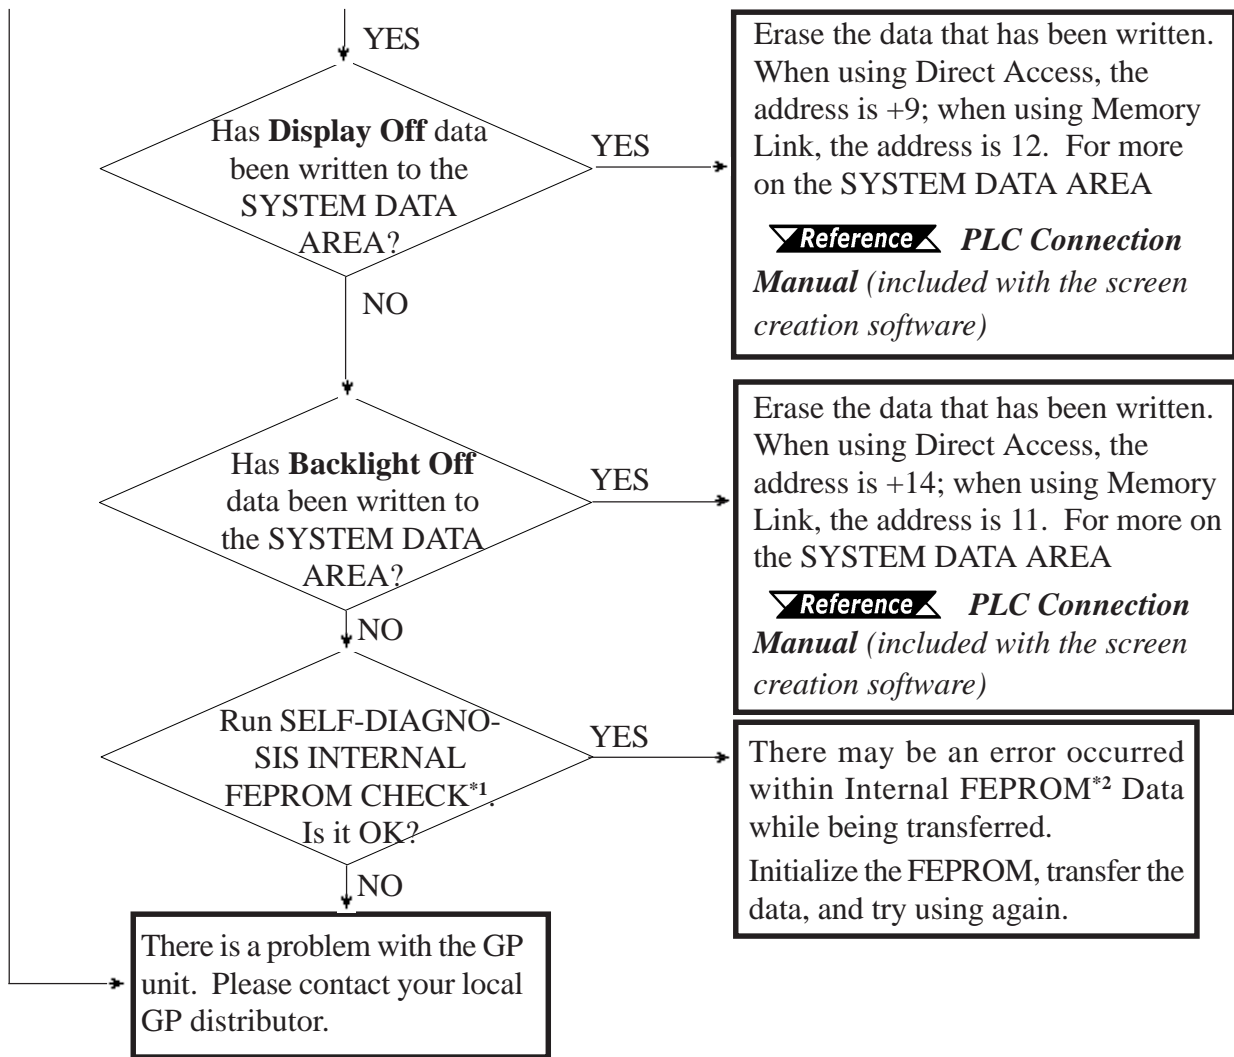 YES
Has Display Off data
been written to the
SYSTEM DATA
AREA?
YES
Erase the data that has been written.
When using Direct Access, the
address is +9; when using Memory
Link, the address is 12. For more
on the SYSTEM DATA AREA
Reference PLC Connection
Manual (included with the screen
creation software)
NO
Has Backlight Off
data been written to
the SYSTEM DATA
AREA?
YES
Erase the data that has been written.
When using Direct Access, the
address is +14; when using Memory
Link, the address is 11. For more on
the SYSTEM DATA AREA
Reference PLC Connection
Manual (included with the screen
creation software)
NO
Run SELF-DIAGNO-
SIS INTERNAL
FEPROM CHECK*1.
Is it OK?
YES
There may be an error occurred
within Internal FEPROM*2 Data
while being transferred.
Initialize the FEPROM, transfer the
data, and try using again.
NO
There is a problem with the GP
unit. Please contact your local
GP distributor.